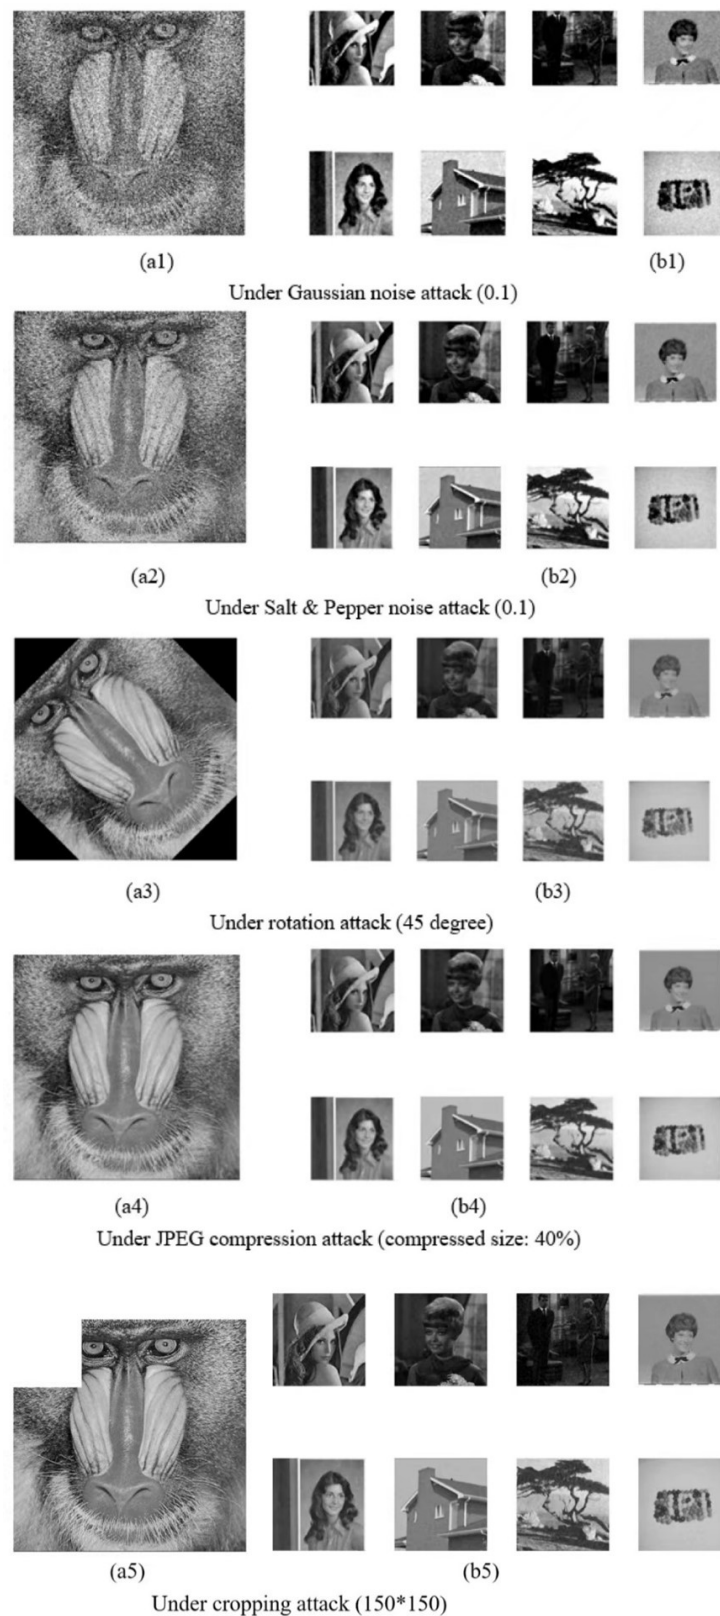 (a1) (b1)
Under Gaussian noise attack (0.1)
(a2) (b2)
Under Salt & Pepper noise attack (0.1)
(a3) (b3)
Under rotation attack (45 degree)
(a4) (b4)
Under JPEG compression attack (compressed size: 40%)
(a5) (b5)
Under cropping attack (150*150)